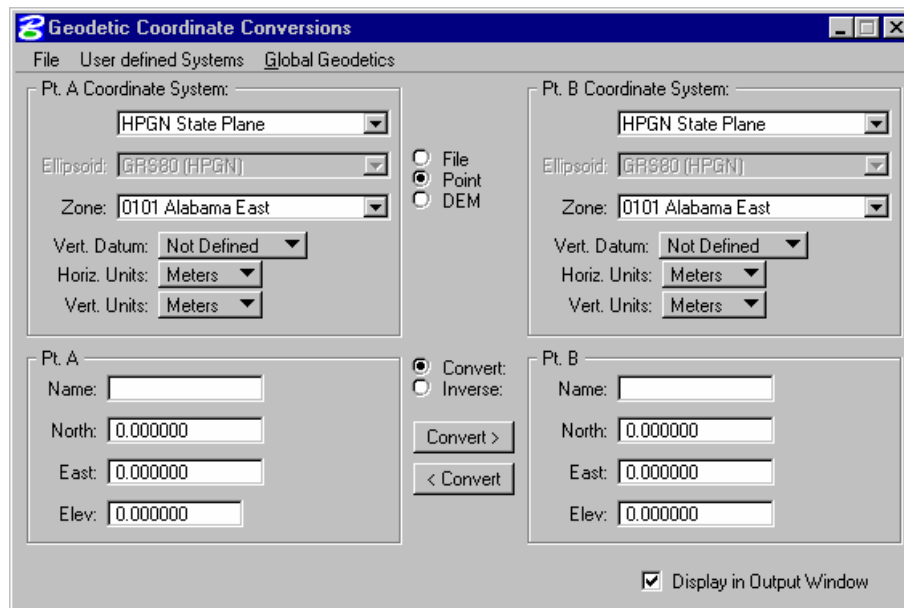 Geodetic Coordinate Conversions
File User defined Systems Global Geodetics
Pt. A Coordinate System:
HPGN State Plane
Ellipsoid: GRS80 (HPGN)
Zone: 0101 Alabama East
Vert. Datum: Not Defined
Horiz. Units: Meters
Vert. Units: Meters
File
Point
DEM
Pt. B Coordinate System:
HPGN State Plane
Ellipsoid: GRS80 (HPGN)
Zone: 0101 Alabama East
Vert. Datum: Not Defined
Horiz. Units: Meters
Vert. Units: Meters
Pt. A
Name:
North: 0.000000
East: 0.000000
Elev: 0.000000
Convert:
Inverse:
Convert >
< Convert
Pt. B
Name:
North: 0.000000
East: 0.000000
Elev: 0.000000
Display in Output Window